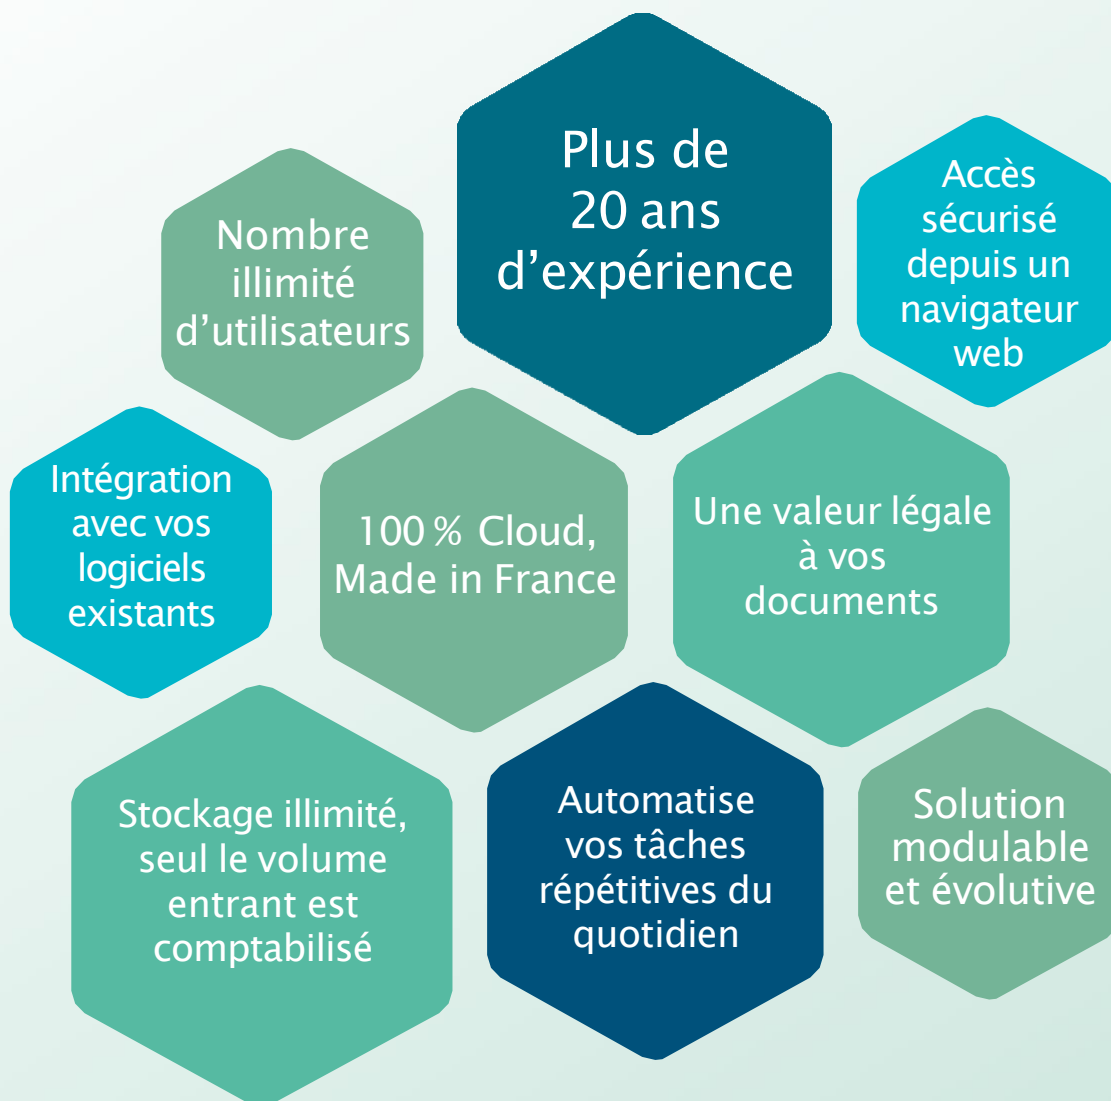 Plus de
20 ans
d’expérience
Nombre
illimité
d’utilisateurs
Accès
sécurisé
depuis un
navigateur
web
Intégration
avec vos
logiciels
existants
100 % Cloud,
Made in France
Une valeur légale
à vos
documents
Stockage illimité,
seul le volume
entrant est
comptabilisé
Automatise
vos tâches
répétitives du
quotidien
Solution
modulable
et évolutive